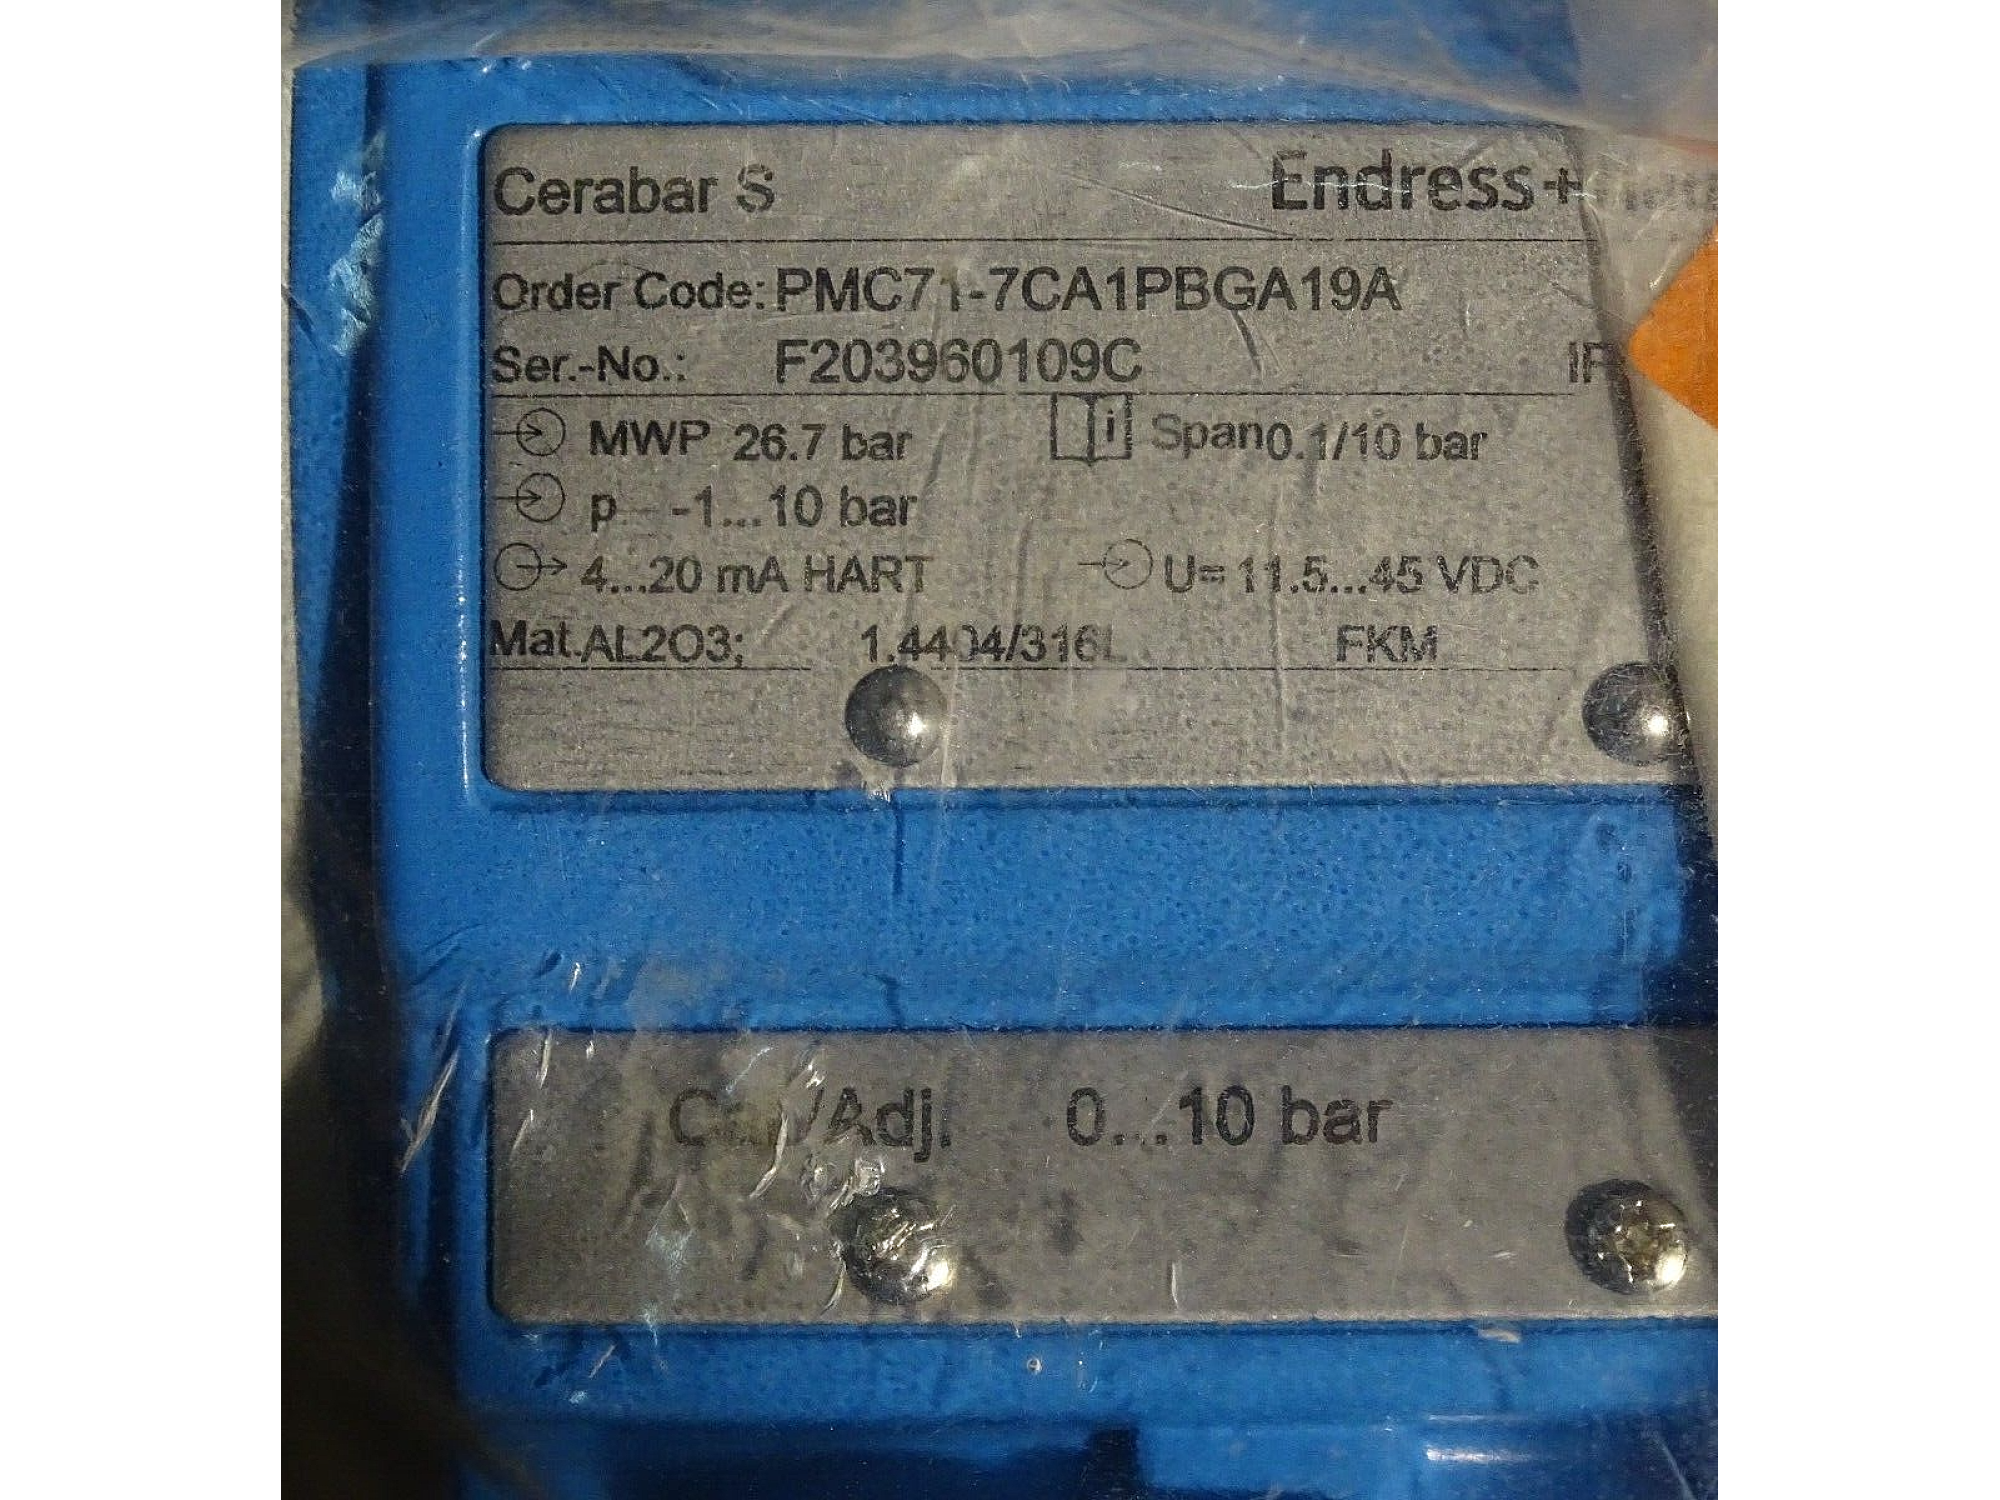 Cerabar S Endress+
Order Code: PMC71-7CA1PBGA19A
Ser.-No.: F203960109C IP
MWP 26.7 bar i Span 0.1/10 bar
p -1...10 bar
4...20 mA HART U= 11.5...45 VDC
Mat. AL2O3; 1.4404/316L FKM
/Adj. 0...10 bar